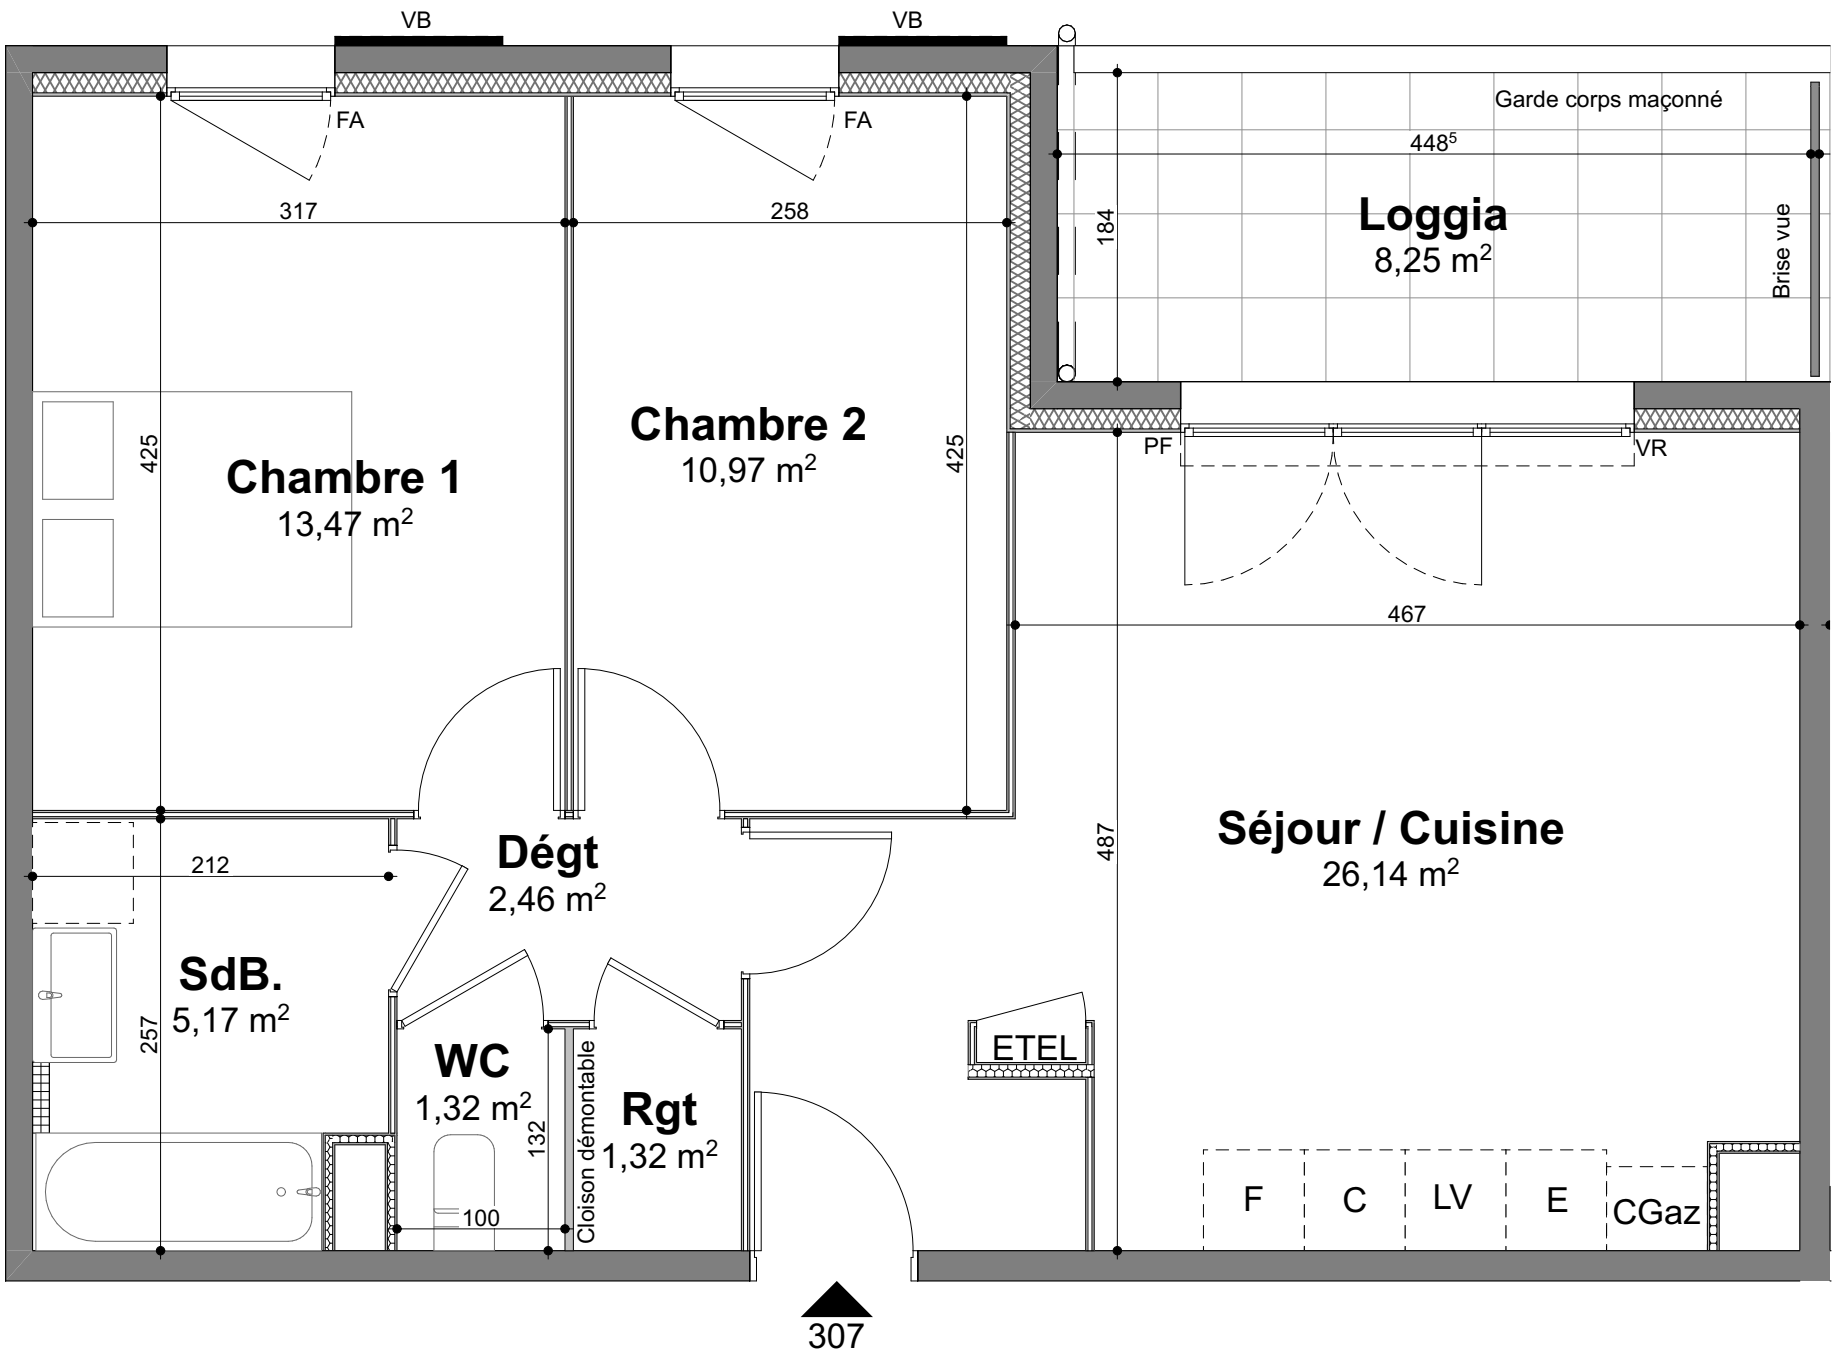 VB
VB
FA
FA
Garde corps maçonné
448⁵
317
258
184
Loggia
8,25 m²
Brise vue
425
Chambre 1
13,47 m²
Chambre 2
10,97 m²
425
PF
VR
467
Séjour / Cuisine
26,14 m²
487
Dégt
2,46 m²
212
SdB.
5,17 m²
257
WC
1,32 m²
132
100
Cloison démontable
Rgt
1,32 m²
ETEL
F
C
LV
E
CGaz
307